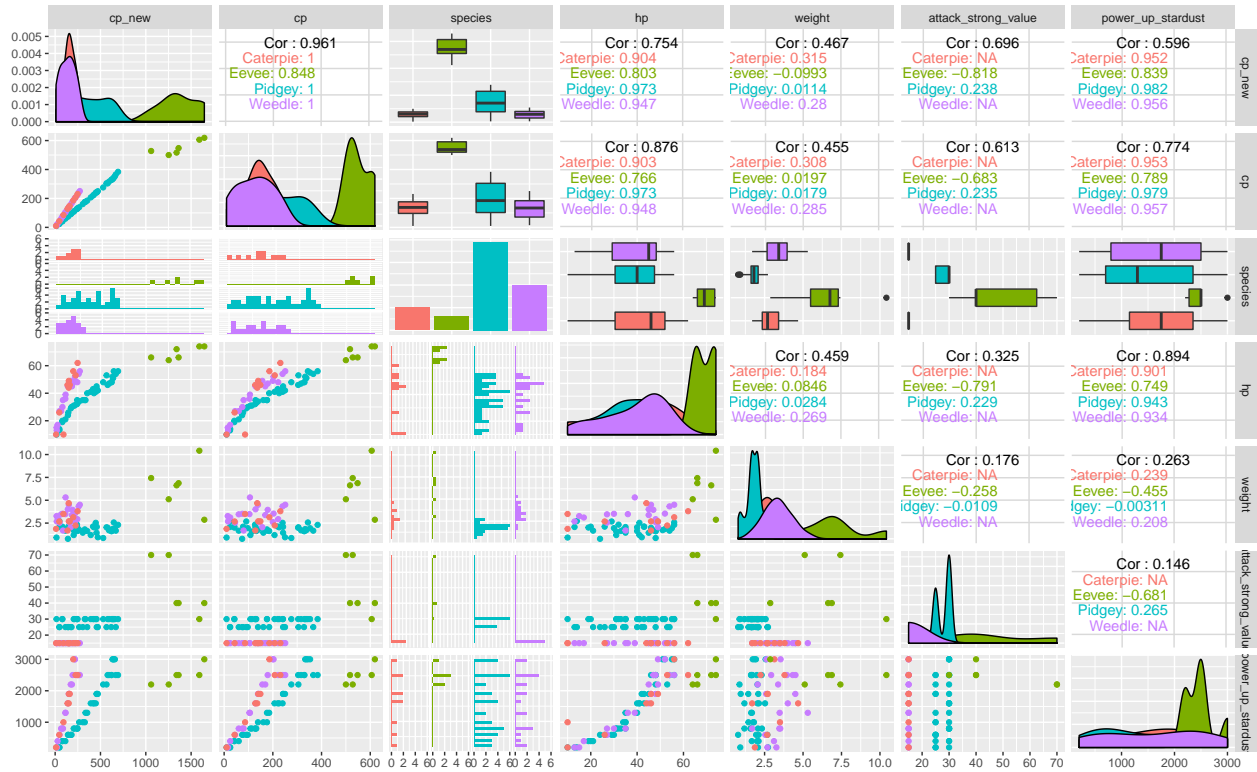 cp_new cp species hp weight attack_strong_value power_up_stardust
0.005
0.004
0.003
0.002
0.001
0.000
Cor : 0.961
Caterpie: 1
Eevee: 0.848
Pidgey: 1
Weedle: 1
Cor : 0.754
Caterpie: 0.904
Eevee: 0.803
Pidgey: 0.973
Weedle: 0.947
Cor : 0.467
Caterpie: 0.315
Eevee: −0.0993
Pidgey: 0.0114
Weedle: 0.28
Cor : 0.696
Caterpie: NA
Eevee: −0.818
Pidgey: 0.238
Weedle: NA
Cor : 0.596
Caterpie: 0.952
Eevee: 0.839
Pidgey: 0.982
Weedle: 0.956
cp_new
600
400
200
0
Cor : 0.876
Caterpie: 0.903
Eevee: 0.766
Pidgey: 0.973
Weedle: 0.948
Cor : 0.455
Caterpie: 0.308
Eevee: 0.0197
Pidgey: 0.0179
Weedle: 0.285
Cor : 0.613
Caterpie: NA
Eevee: −0.683
Pidgey: 0.235
Weedle: NA
Cor : 0.774
Caterpie: 0.953
Eevee: 0.789
Pidgey: 0.979
Weedle: 0.957
cp
species
60
40
20
Cor : 0.459
Caterpie: 0.184
Eevee: 0.0846
Pidgey: 0.0284
Weedle: 0.269
Cor : 0.325
Caterpie: NA
Eevee: −0.791
Pidgey: 0.229
Weedle: NA
Cor : 0.894
Caterpie: 0.901
Eevee: 0.749
Pidgey: 0.943
Weedle: 0.934
hp
10.0
7.5
5.0
2.5
Cor : 0.176
Caterpie: NA
Eevee: −0.258
idgey: −0.0109
Weedle: NA
Cor : 0.263
Caterpie: 0.239
Eevee: −0.455
dgey: −0.00311
Weedle: 0.208
weight
70
60
50
40
30
20
Cor : 0.146
Caterpie: NA
Eevee: −0.681
Pidgey: 0.265
Weedle: NA
ttack_strong_valu
3000
2000
1000
power_up_stardus
0 500 1000 1500
0 200 400 600
0 2 4 6 0 2 4 6 0 2 4 6 0 2 4 6
20 40 60
2.5 5.0 7.5 10.0
20 30 40 50 60 70
1000 2000 3000